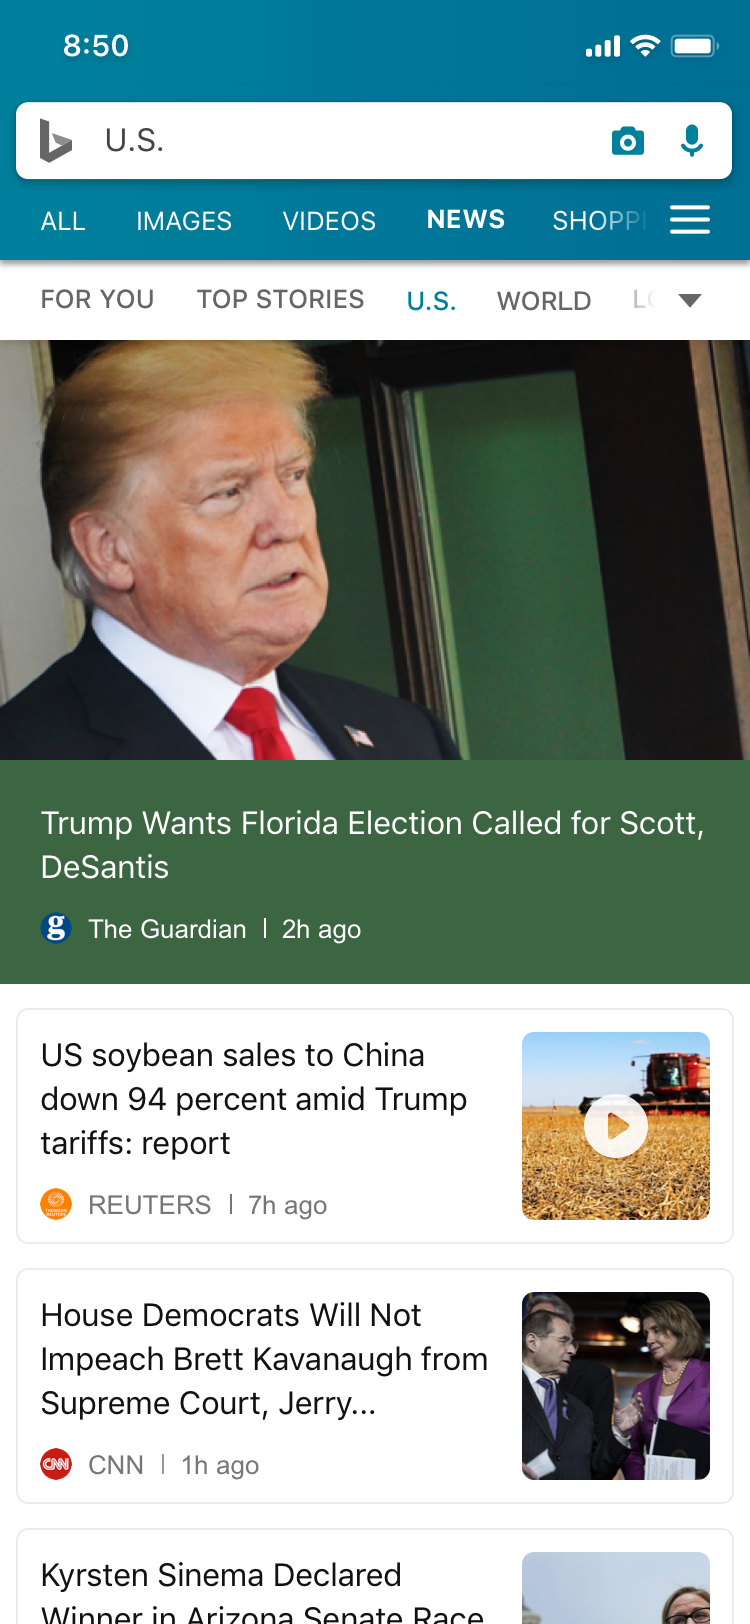 8:50
U.S.
ALL IMAGES VIDEOS NEWS SHOPP
FOR YOU TOP STORIES U.S. WORLD
Trump Wants Florida Election Called for Scott,
DeSantis
g The Guardian | 2h ago
US soybean sales to China
down 94 percent amid Trump
tariffs: report
REUTERS | 7h ago
House Democrats Will Not
Impeach Brett Kavanaugh from
Supreme Court, Jerry...
CNN CNN | 1h ago
Kyrsten Sinema Declared
Winner in Arizona Senate Race